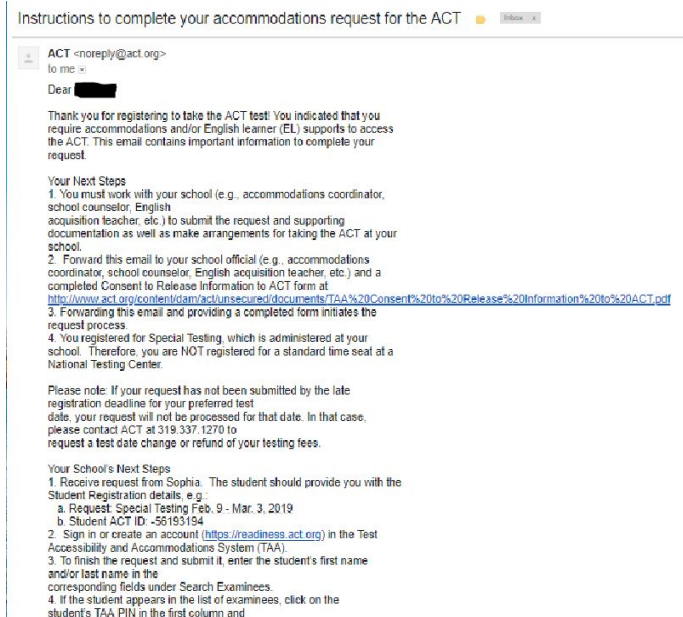 Instructions to complete your accommodations request for the ACT
Inbox x
ACT <noreply@act.org>
to me
Dear
Thank you for registering to take the ACT test! You indicated that you
require accommodations and/or English learner (EL) supports to access
the ACT. This email contains important information to complete your
request.
Your Next Steps
1. You must work with your school (e.g., accommodations coordinator,
school counselor, English
acquisition teacher, etc.) to submit the request and supporting
documentation as well as make arrangements for taking the ACT at your
school.
2. Forward this email to your school official (e.g., accommodations
coordinator, school counselor, English acquisition teacher, etc.) and a
completed Consent to Release Information to ACT form at
http://www.act.org/content/dam/act/unsecured/documents/TAA%20Consent%20to%20Release%20Information%20to%20ACT.pdf
3. Forwarding this email and providing a completed form initiates the
request process.
4. You registered for Special Testing, which is administered at your
school. Therefore, you are NOT registered for a standard time seat at a
National Testing Center.
Please note: If your request has not been submitted by the late
registration deadline for your preferred test
date, your request will not be processed for that date. In that case,
please contact ACT at 319.337.1270 to
request a test date change or refund of your testing fees.
Your School's Next Steps
1. Receive request from Sophia. The student should provide you with the
Student Registration details, e.g.:
a. Request: Special Testing Feb. 9 - Mar. 3, 2019
b. Student ACT ID: -56193194
2. Sign in or create an account (https://readiness.act.org) in the Test
Accessibility and Accommodations System (TAA).
3. To finish the request and submit it, enter the student's first name
and/or last name in the
corresponding fields under Search Examinees.
4. If the student appears in the list of examinees, click on the
student's TAA PIN in the first column and